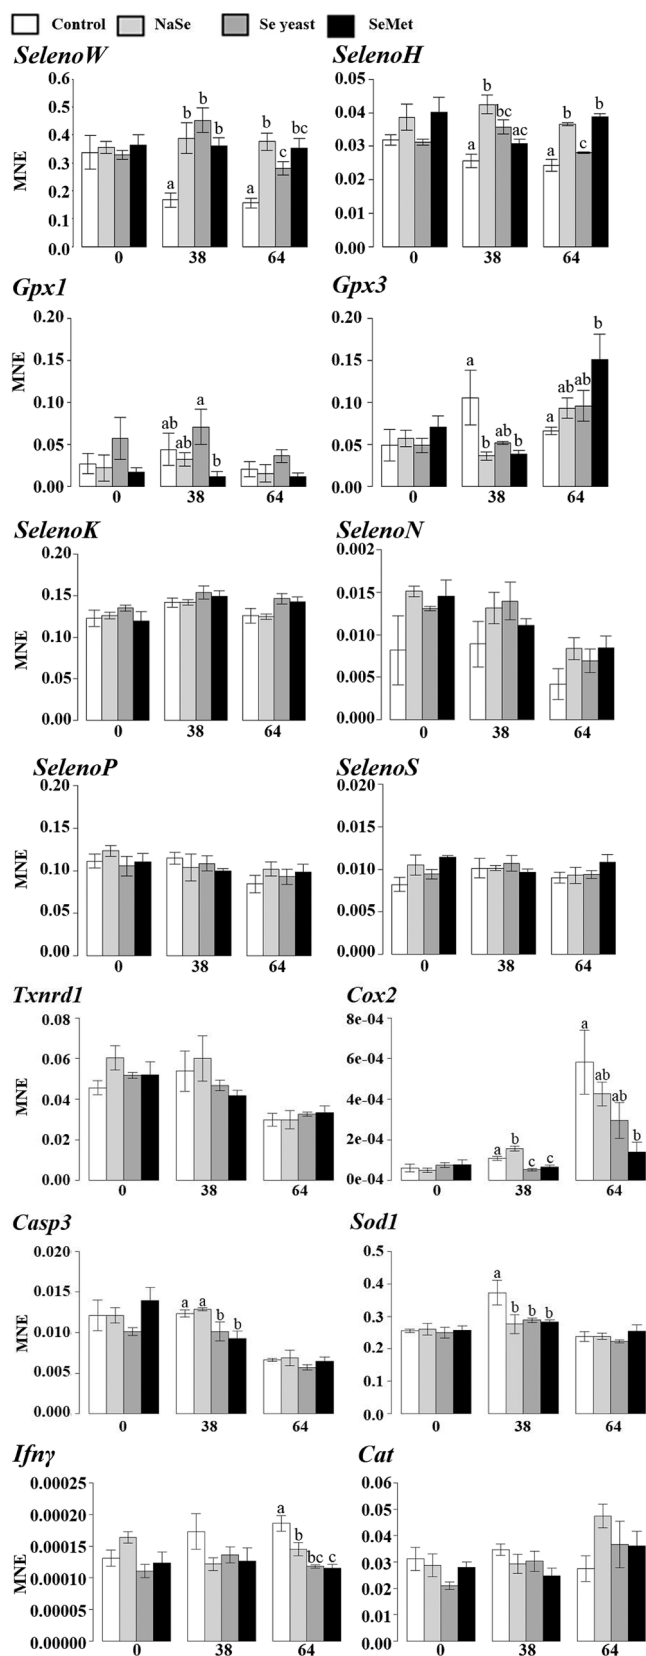 Control NaSe Se yeast SeMet
SelenoW SelenoH
MNE
0.6
0.5
0.4
0.3
0.2
0.1
0.0
a b b b a b c bc
0 38 64
0.05
0.04
0.03
0.02
0.01
0.00
a b bc ac a b c b
0 38 64
Gpx1 Gpx3
MNE
0.20
0.15
0.10
0.05
0.00
ab ab a b
0 38 64
0.20
0.15
0.10
0.05
0.00
a b ab b a ab ab b
0 38 64
SelenoK SelenoN
MNE
0.20
0.15
0.10
0.05
0.00
0 38 64
0.002
0.015
0.010
0.005
0.000
0 38 64
SelenoP SelenoS
MNE
0.20
0.15
0.10
0.05
0.00
0 38 64
0.020
0.015
0.010
0.005
0.000
0 38 64
Txnrd1 Cox2
MNE
0.08
0.06
0.04
0.02
0.00
0 38 64
8e-04
6e-04
4e-04
2e-04
0e-04
a b c c a ab ab b
0 38 64
Casp3 Sod1
MNE
0.020
0.015
0.010
0.005
0.000
a a b b
0 38 64
0.5
0.4
0.3
0.2
0.1
0.0
a b b b
0 38 64
Ifnγ Cat
MNE
0.00025
0.00020
0.00015
0.00010
0.00005
0.00000
a b bc c
0 38 64
0.06
0.05
0.04
0.03
0.02
0.01
0.00
0 38 64